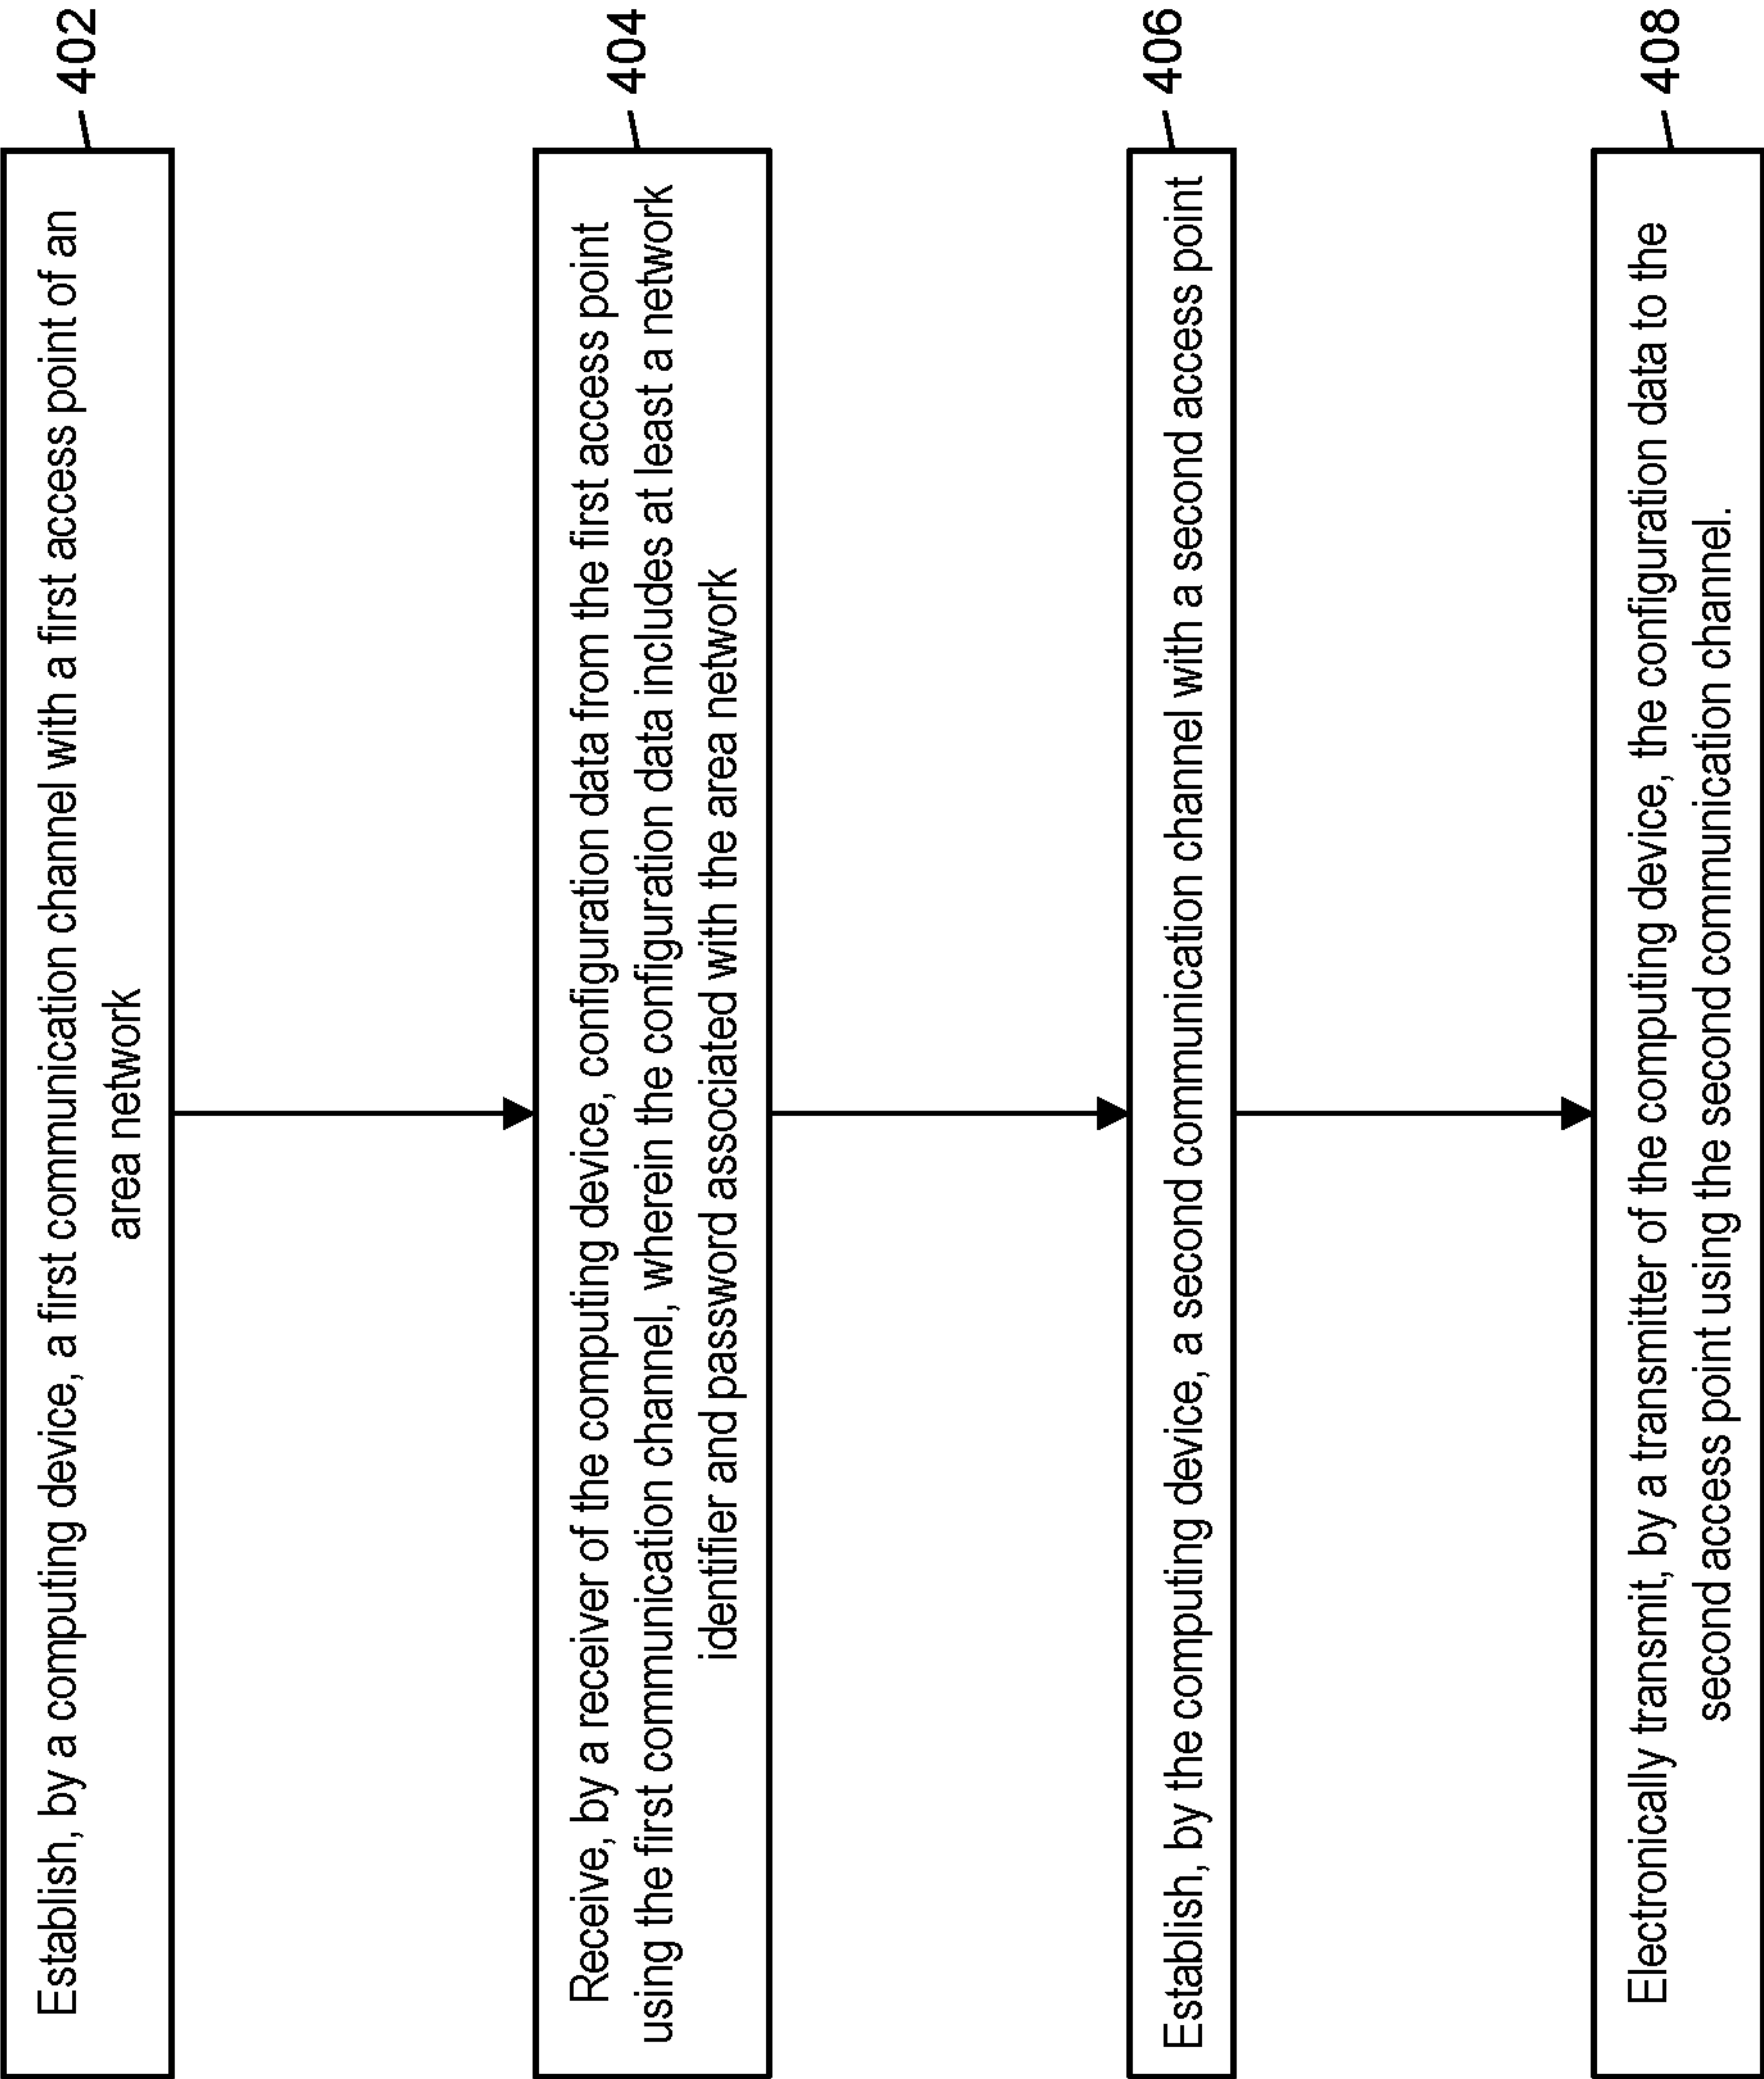 402
Establish, by a computing device, a first communication channel with a first access point of an
area network
404
Receive, by a receiver of the computing device, configuration data from the first access point
using the first communication channel, wherein the configuration data includes at least a network
identifier and password associated with the area network
406
Establish, by the computing device, a second communication channel with a second access point
408
Electronically transmit, by a transmitter of the computing device, the configuration data to the
second access point using the second communication channel.